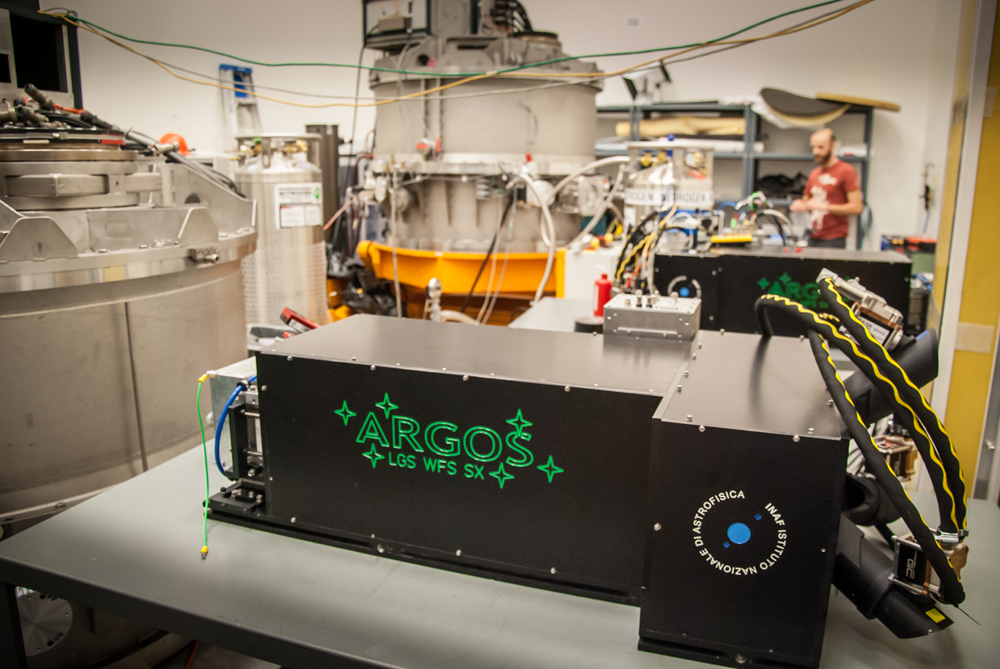 ARGOS
LGS WFS SX
INAF ISTITUTO NAZIONALE DI ASTROFISICA
NITROGEN
NITROGEN
ARGOS